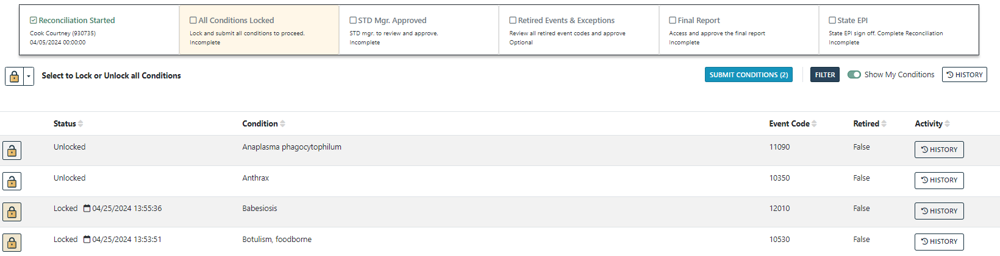 Reconciliation Started
Cook Courtney (930735)
04/05/2024 00:00:00
All Conditions Locked
Lock and submit all conditions to proceed.
Incomplete
STD Mgr. Approved
STD mgr. to review and approve.
Incomplete
Retired Events & Exceptions
Review all retired event codes and approve
Optional
Final Report
Access and approve the final report
Incomplete
State EPI
State EPI sign off. Complete Reconciliation
Incomplete
Select to Lock or Unlock all Conditions
SUBMIT CONDITIONS (2)
FILTER
Show My Conditions
HISTORY
Status Condition Event Code Retired Activity
Unlocked Anaplasma phagocytophilum 11090 False HISTORY
Unlocked Anthrax 10350 False HISTORY
Locked 04/25/2024 13:55:36 Babesiosis 12010 False HISTORY
Locked 04/25/2024 13:53:51 Botulism, foodborne 10530 False HISTORY